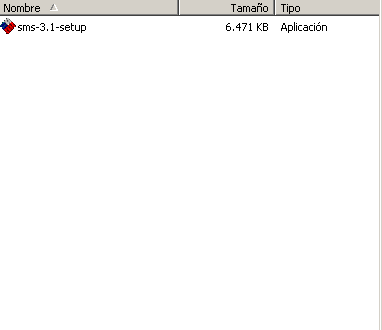 Nombre Tamaño Tipo
sms-3.1-setup 6.471 KB Aplicación